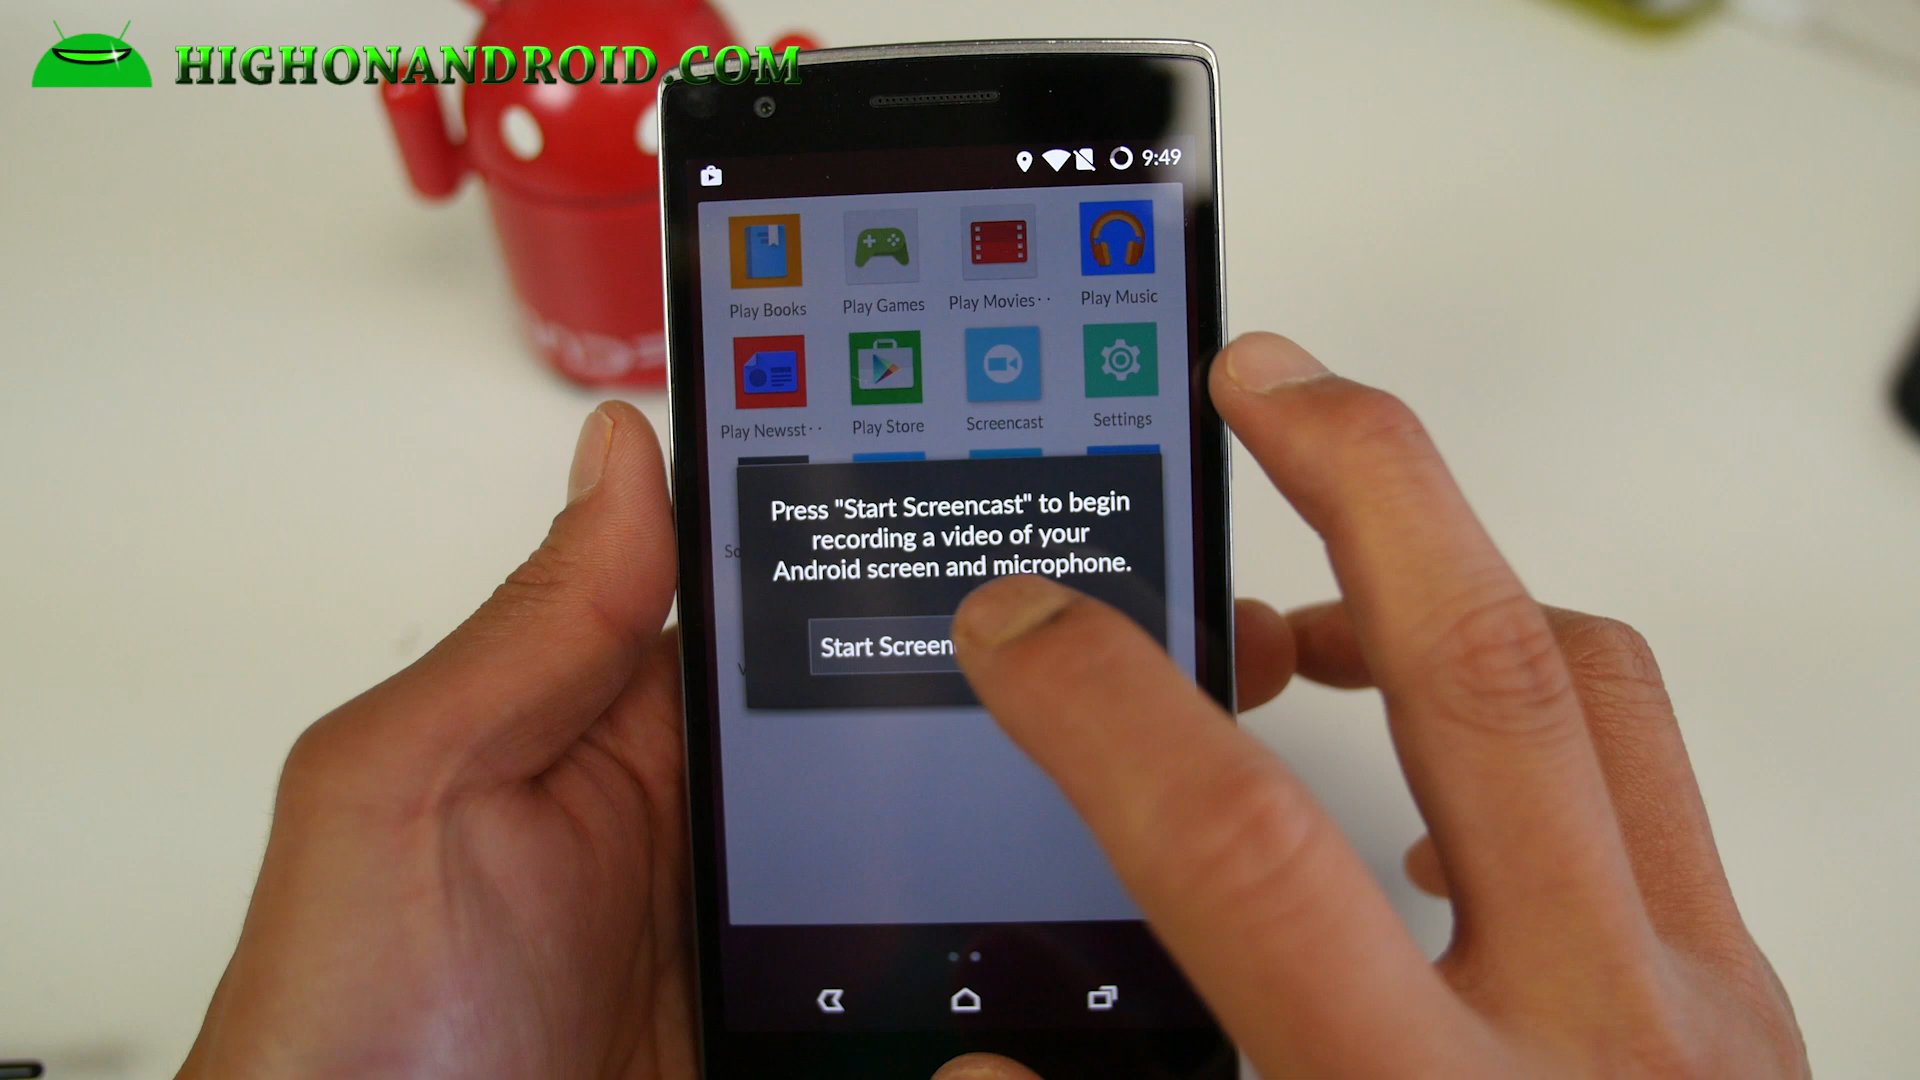 HIGHONANDROID.COM
9:49
Play Books
Play Games
Play Movies··
Play Music
Play Newsst··
Play Store
Screencast
Settings
Press "Start Screencast" to begin
recording a video of your
Android screen and microphone.
Start Screen